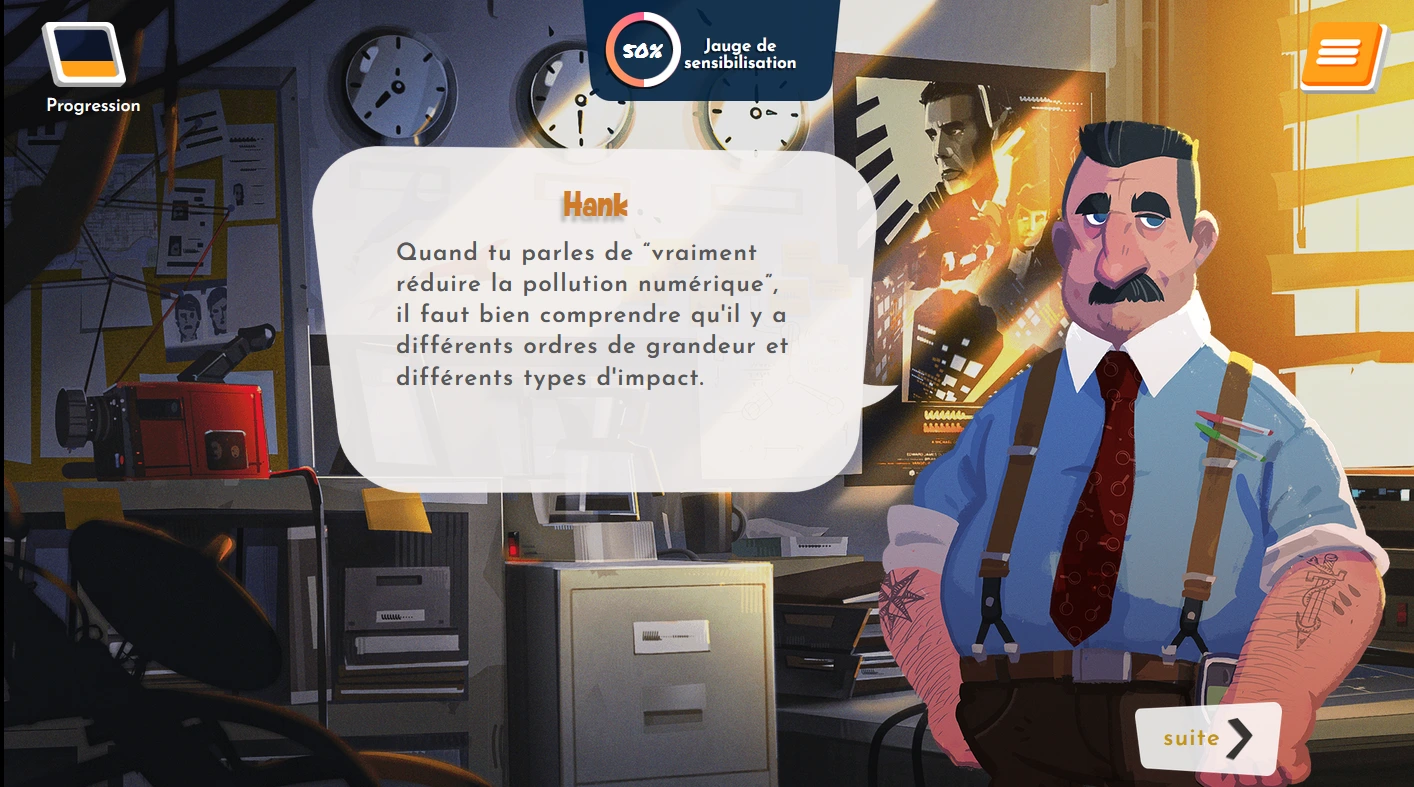 50%
Jauge de
sensibilisation
Progression
Hank
Quand tu parles de “vraiment
réduire la pollution numérique”,
il faut bien comprendre qu'il y a
différents ordres de grandeur et
différents types d'impact.
suite